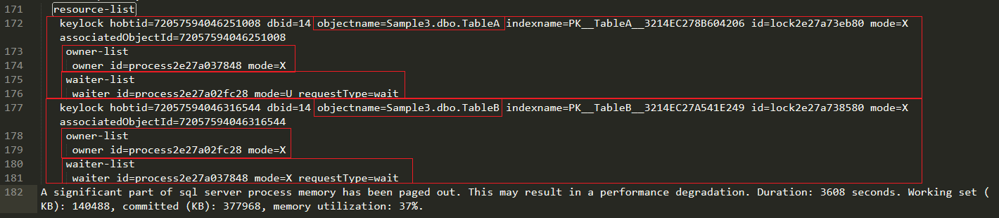 171 resource-list
172 keylock hobtid=72057594046251008 dbid=14 objectname=Sample3.dbo.TableA indexname=PK__TableA__3214EC278B604206 id=lock2e27a73eb80 mode=X
associatedObjectId=72057594046251008
173 owner-list
174 owner id=process2e27a037848 mode=X
175 waiter-list
176 waiter id=process2e27a02fc28 mode=U requestType=wait
177 keylock hobtid=72057594046316544 dbid=14 objectname=Sample3.dbo.TableB indexname=PK__TableB__3214EC27A541E249 id=lock2e27a738580 mode=X
associatedObjectId=72057594046316544
178 owner-list
179 owner id=process2e27a02fc28 mode=X
180 waiter-list
181 waiter id=process2e27a037848 mode=X requestType=wait
182 A significant part of sql server process memory has been paged out. This may result in a performance degradation. Duration: 3608 seconds. Working set (
KB): 140488, committed (KB): 377968, memory utilization: 37%.